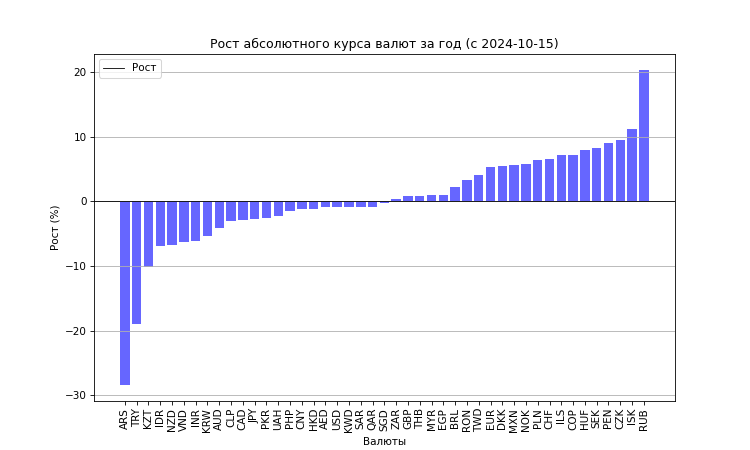 Рост абсолютного курса валют за год (с 2024-10-15)
Рост
20
10
0
−10
−20
−30
Рост (%)
ARS
TRY
KZT
IDR
NZD
VND
INR
KRW
AUD
CLP
CAD
JPY
PKR
UAH
PHP
CNY
HKD
AED
USD
KWD
SAR
QAR
SGD
ZAR
GBP
THB
MYR
EGP
BRL
RON
TWD
EUR
DKK
MXN
NOK
PLN
CHF
ILS
COP
HUF
SEK
PEN
CZK
ISK
RUB
Валюты